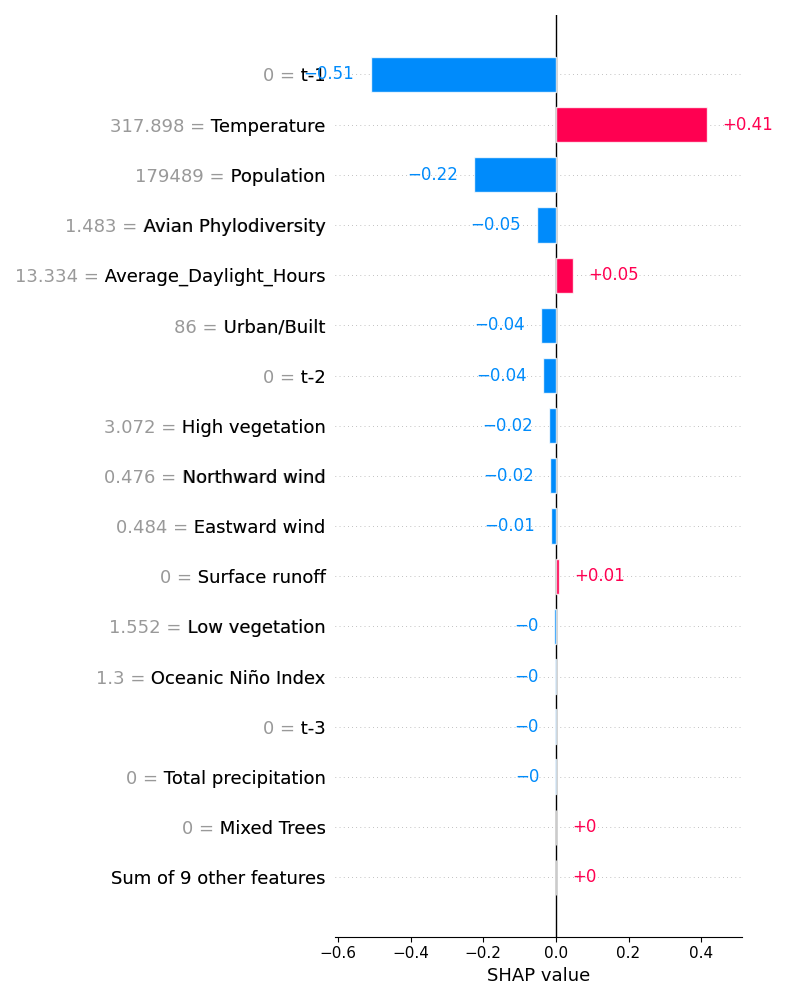 0 = t-1 −0.51
317.898 = Temperature +0.41
179489 = Population −0.22
1.483 = Avian Phylodiversity −0.05
13.334 = Average_Daylight_Hours +0.05
86 = Urban/Built −0.04
0 = t-2 −0.04
3.072 = High vegetation −0.02
0.476 = Northward wind −0.02
0.484 = Eastward wind −0.01
0 = Surface runoff +0.01
1.552 = Low vegetation −0
1.3 = Oceanic Niño Index −0
0 = t-3 −0
0 = Total precipitation −0
0 = Mixed Trees +0
Sum of 9 other features +0
−0.6 −0.4 −0.2 0.0 0.2 0.4
SHAP value